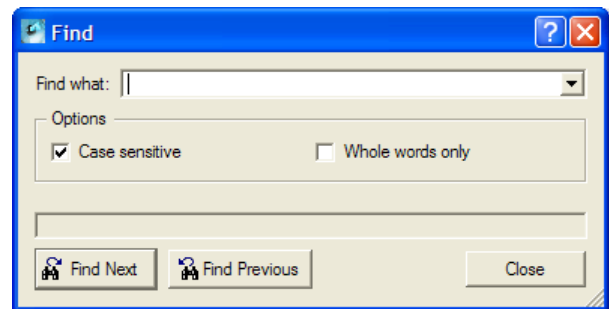 Find
Find what:
Options
Case sensitive Whole words only
Find Next Find Previous Close